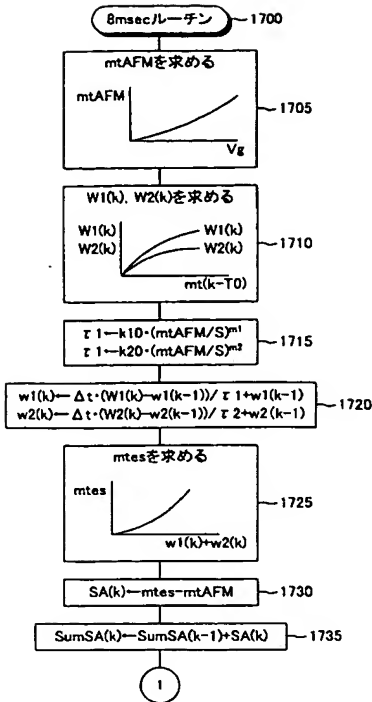 8msecルーチン
1700
mtAFMを求める
mtAFM
Vg
1705
W1(k), W2(k)を求める
W1(k)
W2(k)
W1(k)
W2(k)
mt(k-T0)
1710
τ1←k10·(mtAFM/S)^m1
τ1←k20·(mtAFM/S)^m2
1715
w1(k)←Δt·(W1(k)-w1(k-1))/τ1+w1(k-1)
w2(k)←Δt·(W2(k)-w2(k-1))/τ2+w2(k-1)
1720
mtesを求める
mtes
w1(k)+w2(k)
1725
SA(k)←mtes-mtAFM
1730
SumSA(k)←SumSA(k-1)+SA(k)
1735
1